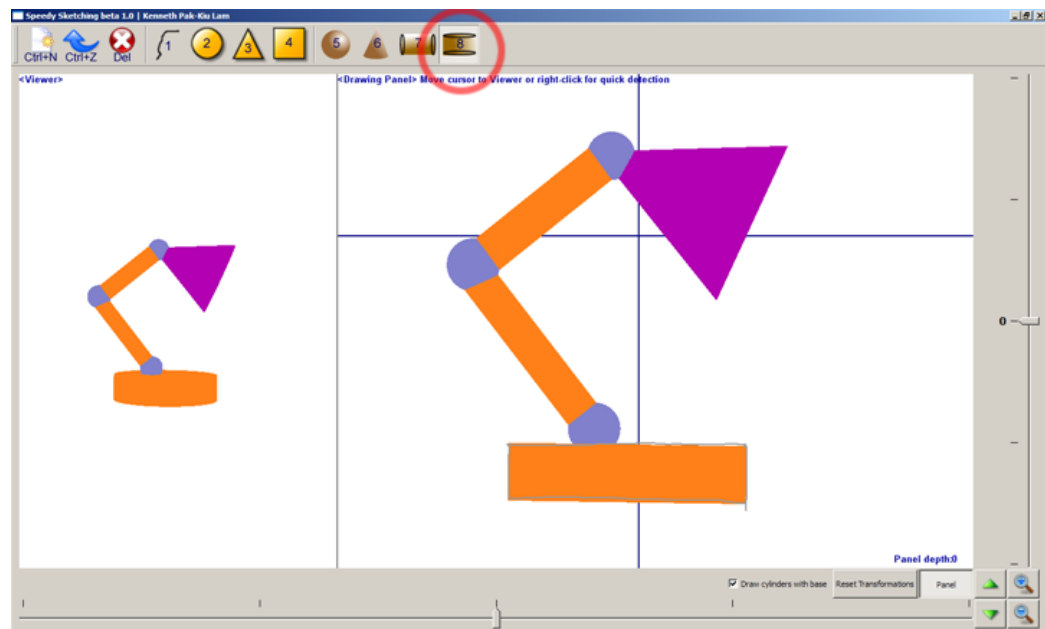 Speedy Sketching beta 1.0 | Kenneth Pak-Kiu Lam
Ctrl+N Ctrl+Z Del 1 2 3 4 5 6 7 8
<Viewer>
<Drawing Panel> Move cursor to Viewer or right-click for quick detection
0
Panel depth:0
Draw cylinders with base Reset Transformations Panel